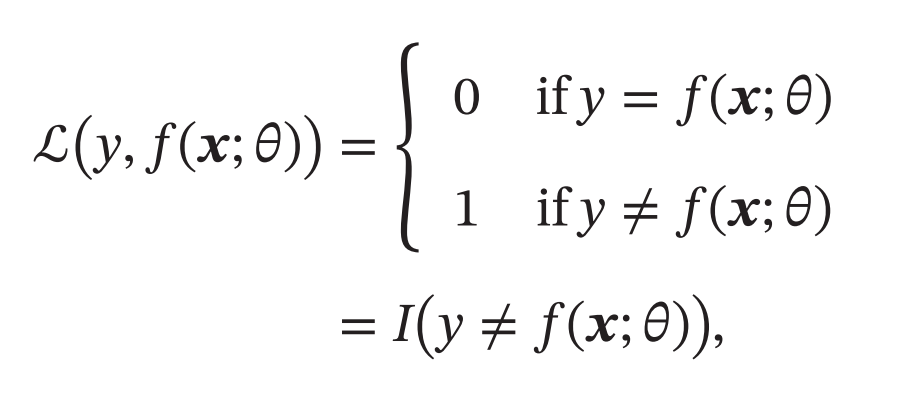 ℒ(y, f(x; θ)) = { 0 if y = f(x; θ)
1 if y ≠ f(x; θ)
= I(y ≠ f(x; θ)),